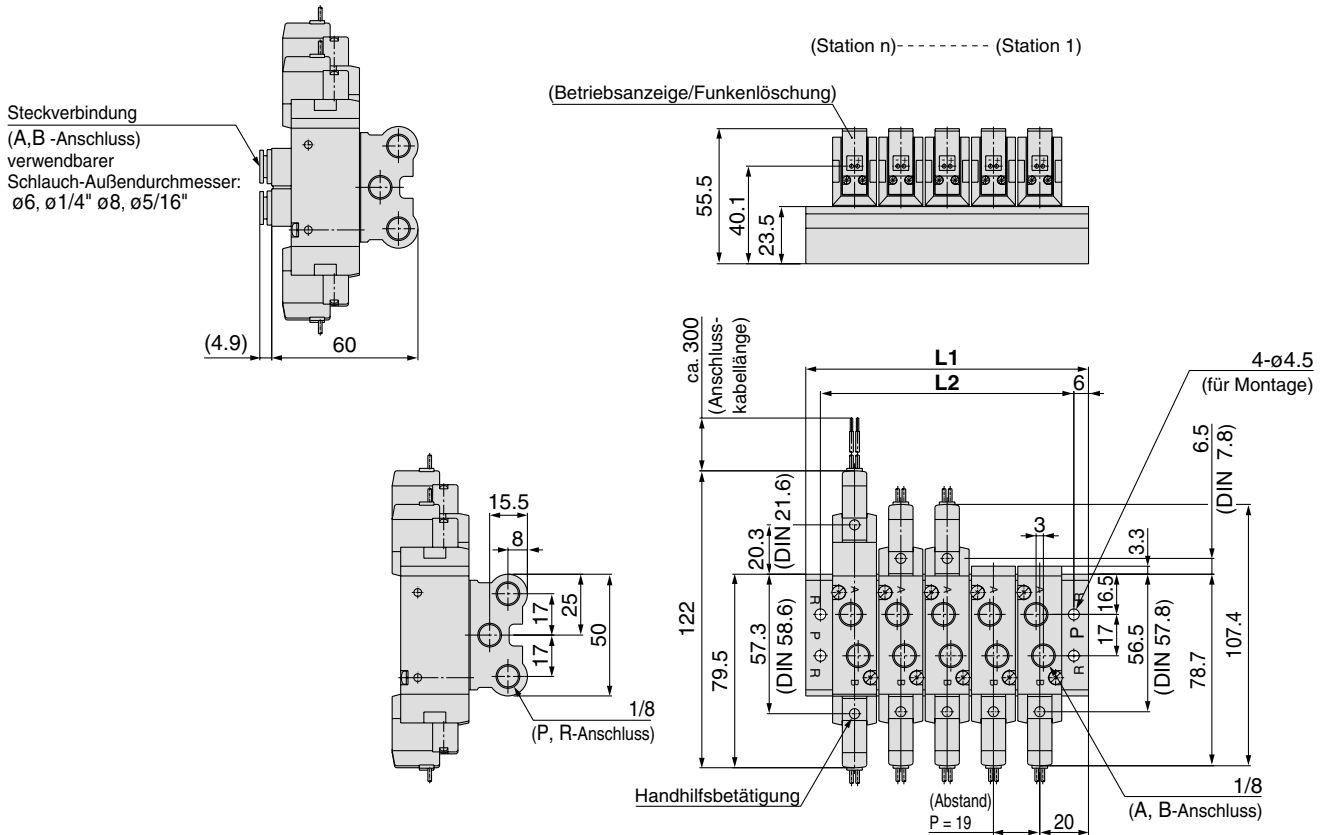 (Station n)---------- (Station 1)
(Betriebsanzeige/Funkenlöschung)
Steckverbindung
(A,B -Anschluss)
verwendbarer
Schlauch-Außendurchmesser:
ø6, ø1/4" ø8, ø5/16"
55.5
40.1
23.5
(4.9)
60
ca. 300
(Anschluss-
kabellänge)
L1
L2
6
4-ø4.5
(für Montage)
6.5
(DIN 7.8)
15.5
8
17
17
25
50
1/8
(P, R-Anschluss)
122
79.5
20.3
(DIN 21.6)
57.3
(DIN 58.6)
3
3.3
16.5
17
56.5
(DIN 57.8)
78.7
107.4
R
P
R
A
A
A
A
A
B
B
B
B
B
R
P
R
Handhilfsbetätigung
(Abstand)
P = 19
20
1/8
(A, B-Anschluss)